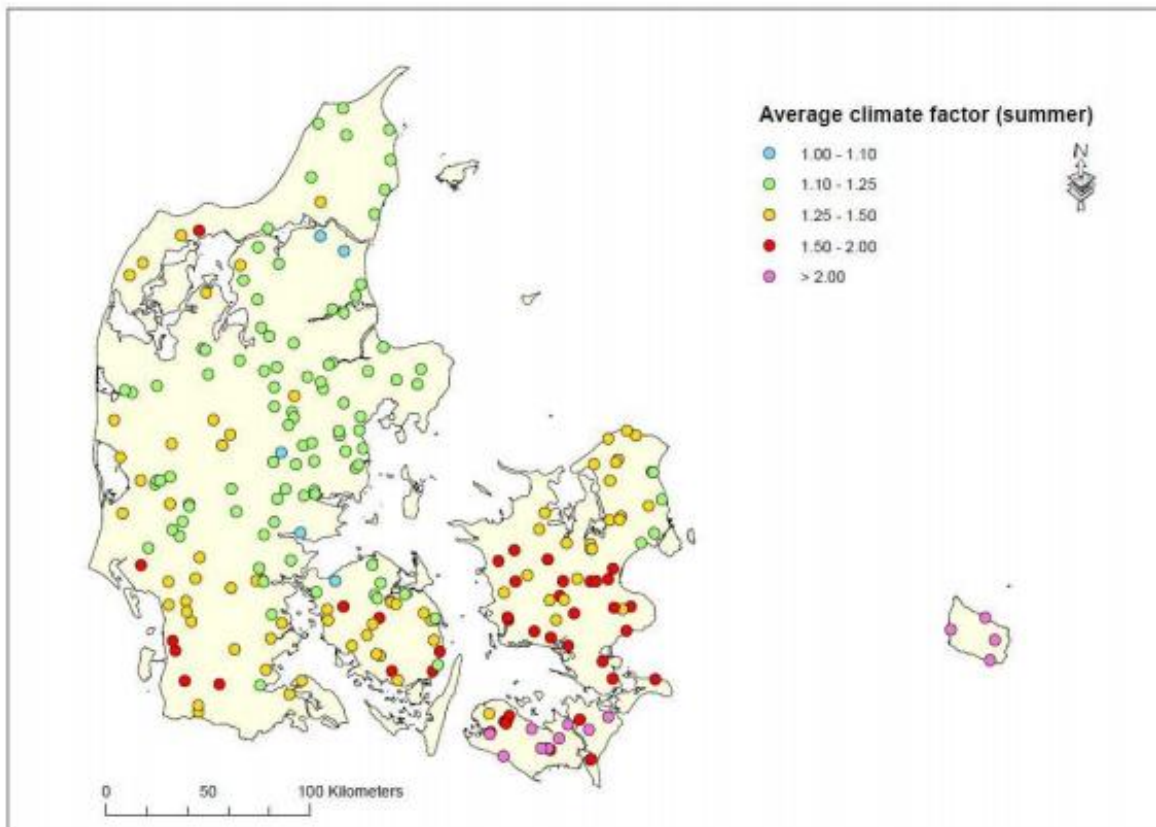 Average climate factor (summer)
N
1.00 - 1.10
1.10 - 1.25
1.25 - 1.50
1.50 - 2.00
> 2.00
0 50 100 Kilometers